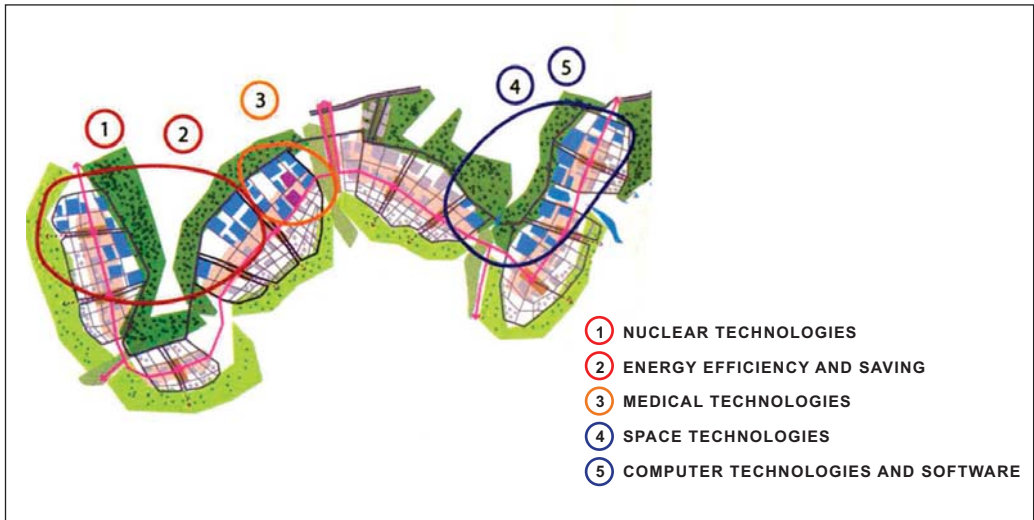 1
2
3
4
5
1 NUCLEAR TECHNOLOGIES
2 ENERGY EFFICIENCY AND SAVING
3 MEDICAL TECHNOLOGIES
4 SPACE TECHNOLOGIES
5 COMPUTER TECHNOLOGIES AND SOFTWARE